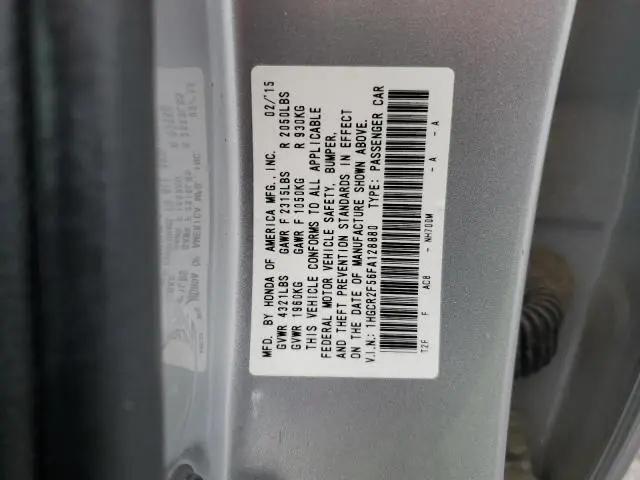 MFD. BY HONDA OF AMERICA MFG., INC. 02/'15
GVWR 4321LBS GAWR F 2315LBS R 2050LBS
GVWR 1960KG GAWR F 1050KG R 930KG
THIS VEHICLE CONFORMS TO ALL APPLICABLE
FEDERAL MOTOR VEHICLE SAFETY, BUMPER,
AND THEFT PREVENTION STANDARDS IN EFFECT
ON THE DATE OF MANUFACTURE SHOWN ABOVE.
V.I.N.: 1HGCR2F56FA128880 TYPE: PASSENGER CAR
T2F F AC8 - NH700M - A - A